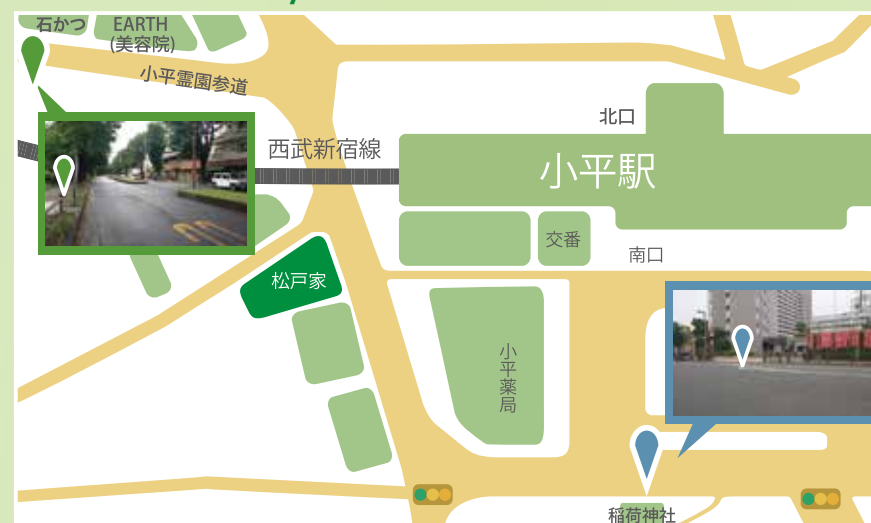 石かつ
EARTH
(美容院)
小平霊園参道
北口
西武新宿線
小平駅
交番
南口
松戸家
小平薬局
稲荷神社